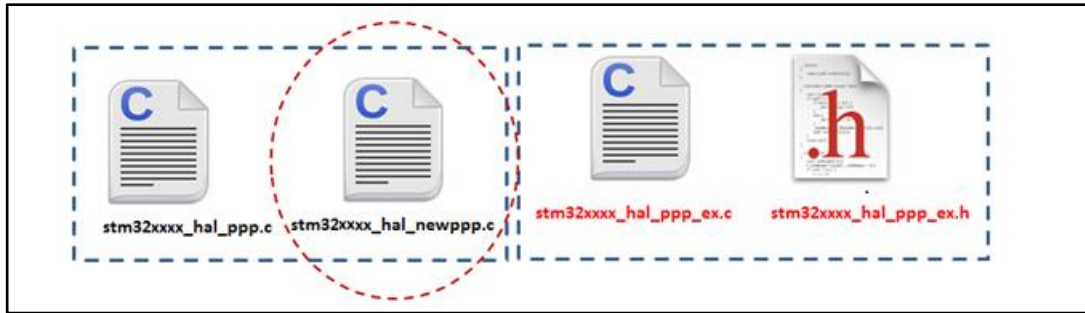 C
C
C
.h
stm32xxxx_hal_ppp.c
stm32xxxx_hal_newppp.c
stm32xxxx_hal_ppp_ex.c
stm32xxxx_hal_ppp_ex.h